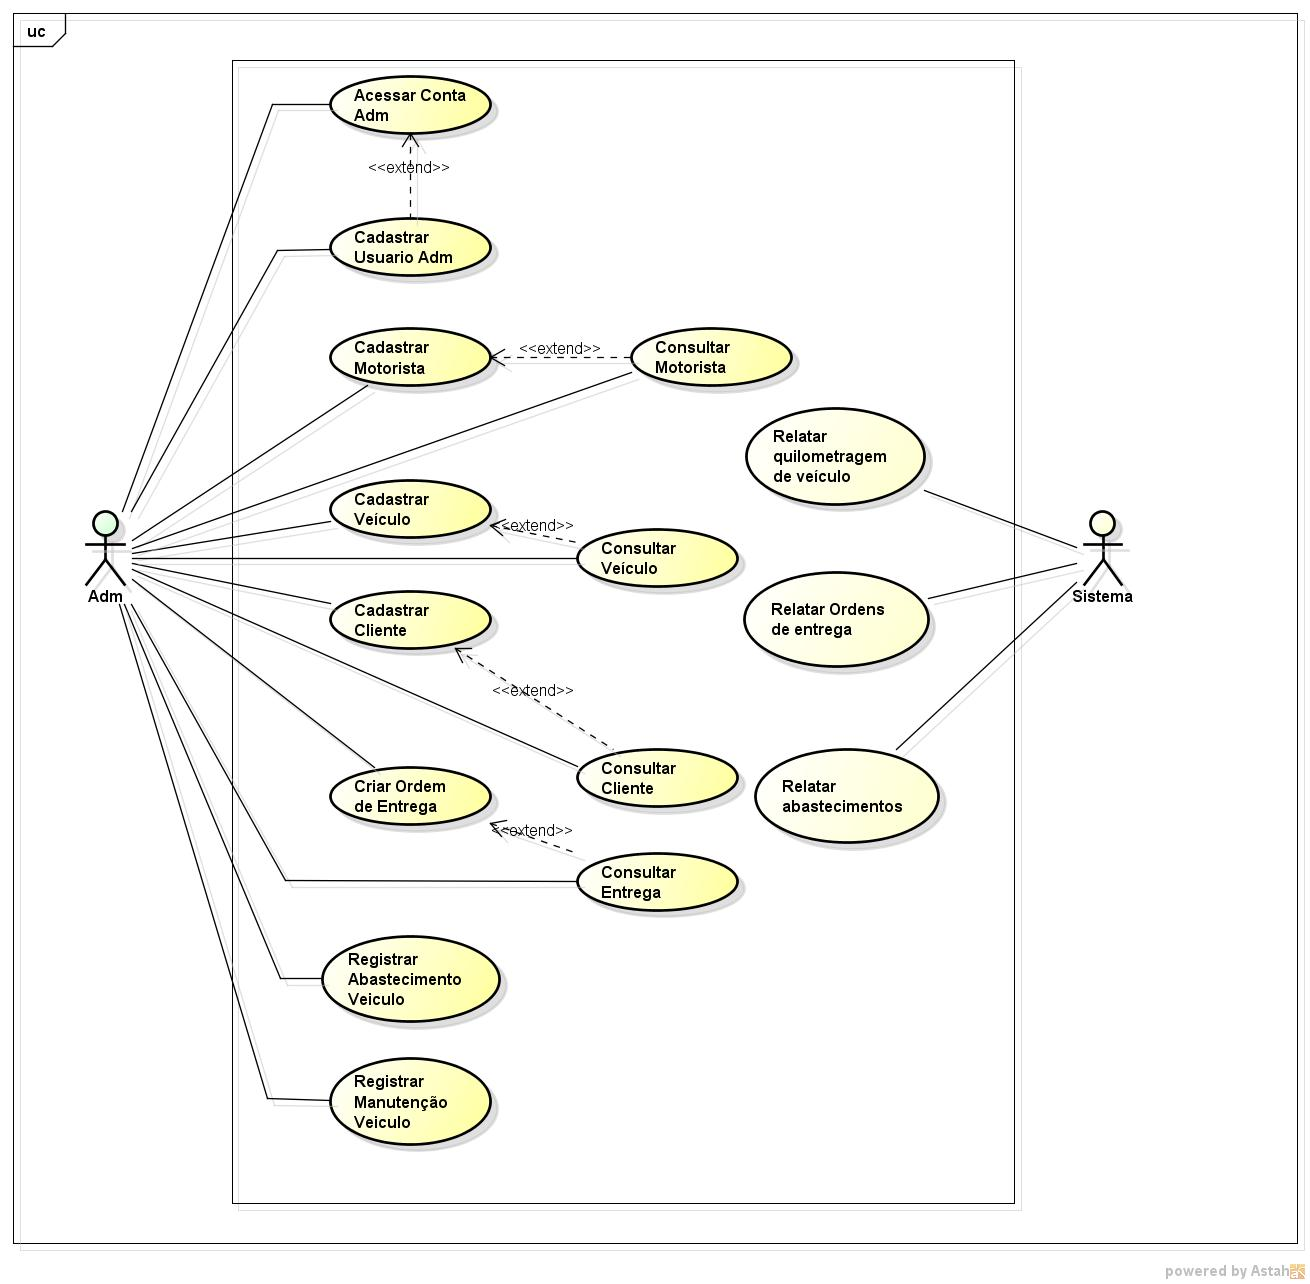 uc
Acessar Conta
Adm
<<extend>>
Cadastrar
Usuario Adm
Cadastrar
Motorista
<<extend>>
Consultar
Motorista
Relatar
quilometragem
de veículo
Cadastrar
Veículo
<<extend>>
Consultar
Veículo
Adm
Sistema
Cadastrar
Cliente
Relatar Ordens
de entrega
<<extend>>
Consultar
Cliente
Criar Ordem
de Entrega
Relatar
abastecimentos
<<extend>>
Consultar
Entrega
Registrar
Abastecimento
Veiculo
Registrar
Manutenção
Veiculo
powered by Astah